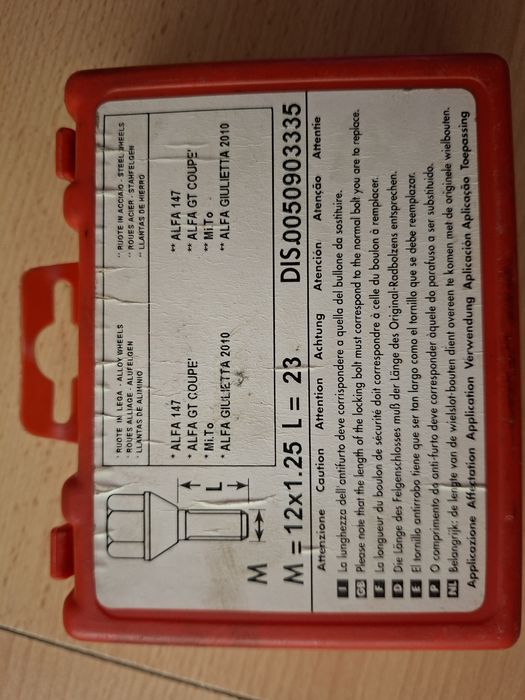 * RUOTE IN LEGA - ALLOY WHEELS
* ROUES ALLIAGE - ALUFELGEN
* LLANTAS DE ALIMINIO
** RUOTE IN ACCIAIO - STEEL WHEELS
** ROUES ACIER - STAHFELGEN
** LLANTAS DE HIERRO
* ALFA 147
* ALFA GT COUPE'
* Mi.To
* ALFA GIULIETTA 2010
** ALFA 147
** ALFA GT COUPE'
** Mi.To
** ALFA GIULIETTA 2010
L
M
M = 12x1.25 L = 23 DIS.0050903335
Attenzione Caution Attention Achtung Atención Atenção Attentie
I La lunghezza dell'antifurto deve corrispondere a quella del bullone da sostituire.
GB Please note that the length of the locking bolt must correspond to the normal bolt you are to replace.
F La longueur du boulon de sécurité doit correspondre à celle du boulon à remplacer.
D Die Länge des Felgenschlosses muß der Länge des Original-Radbolzens entsprechen.
E El tornillo antirrobo tiene que ser tan largo como el tornillo que se debe reemplazar.
P O comprimento do anti-furto deve corresponder àquele do parafuso a ser substituido.
NL Belangrijk: de lengte van de wielslot-bouten dient overeen te komen met de originele wielbouten.
Applicazione Affectation Application Verwendung Aplicación Aplicação Toepassing